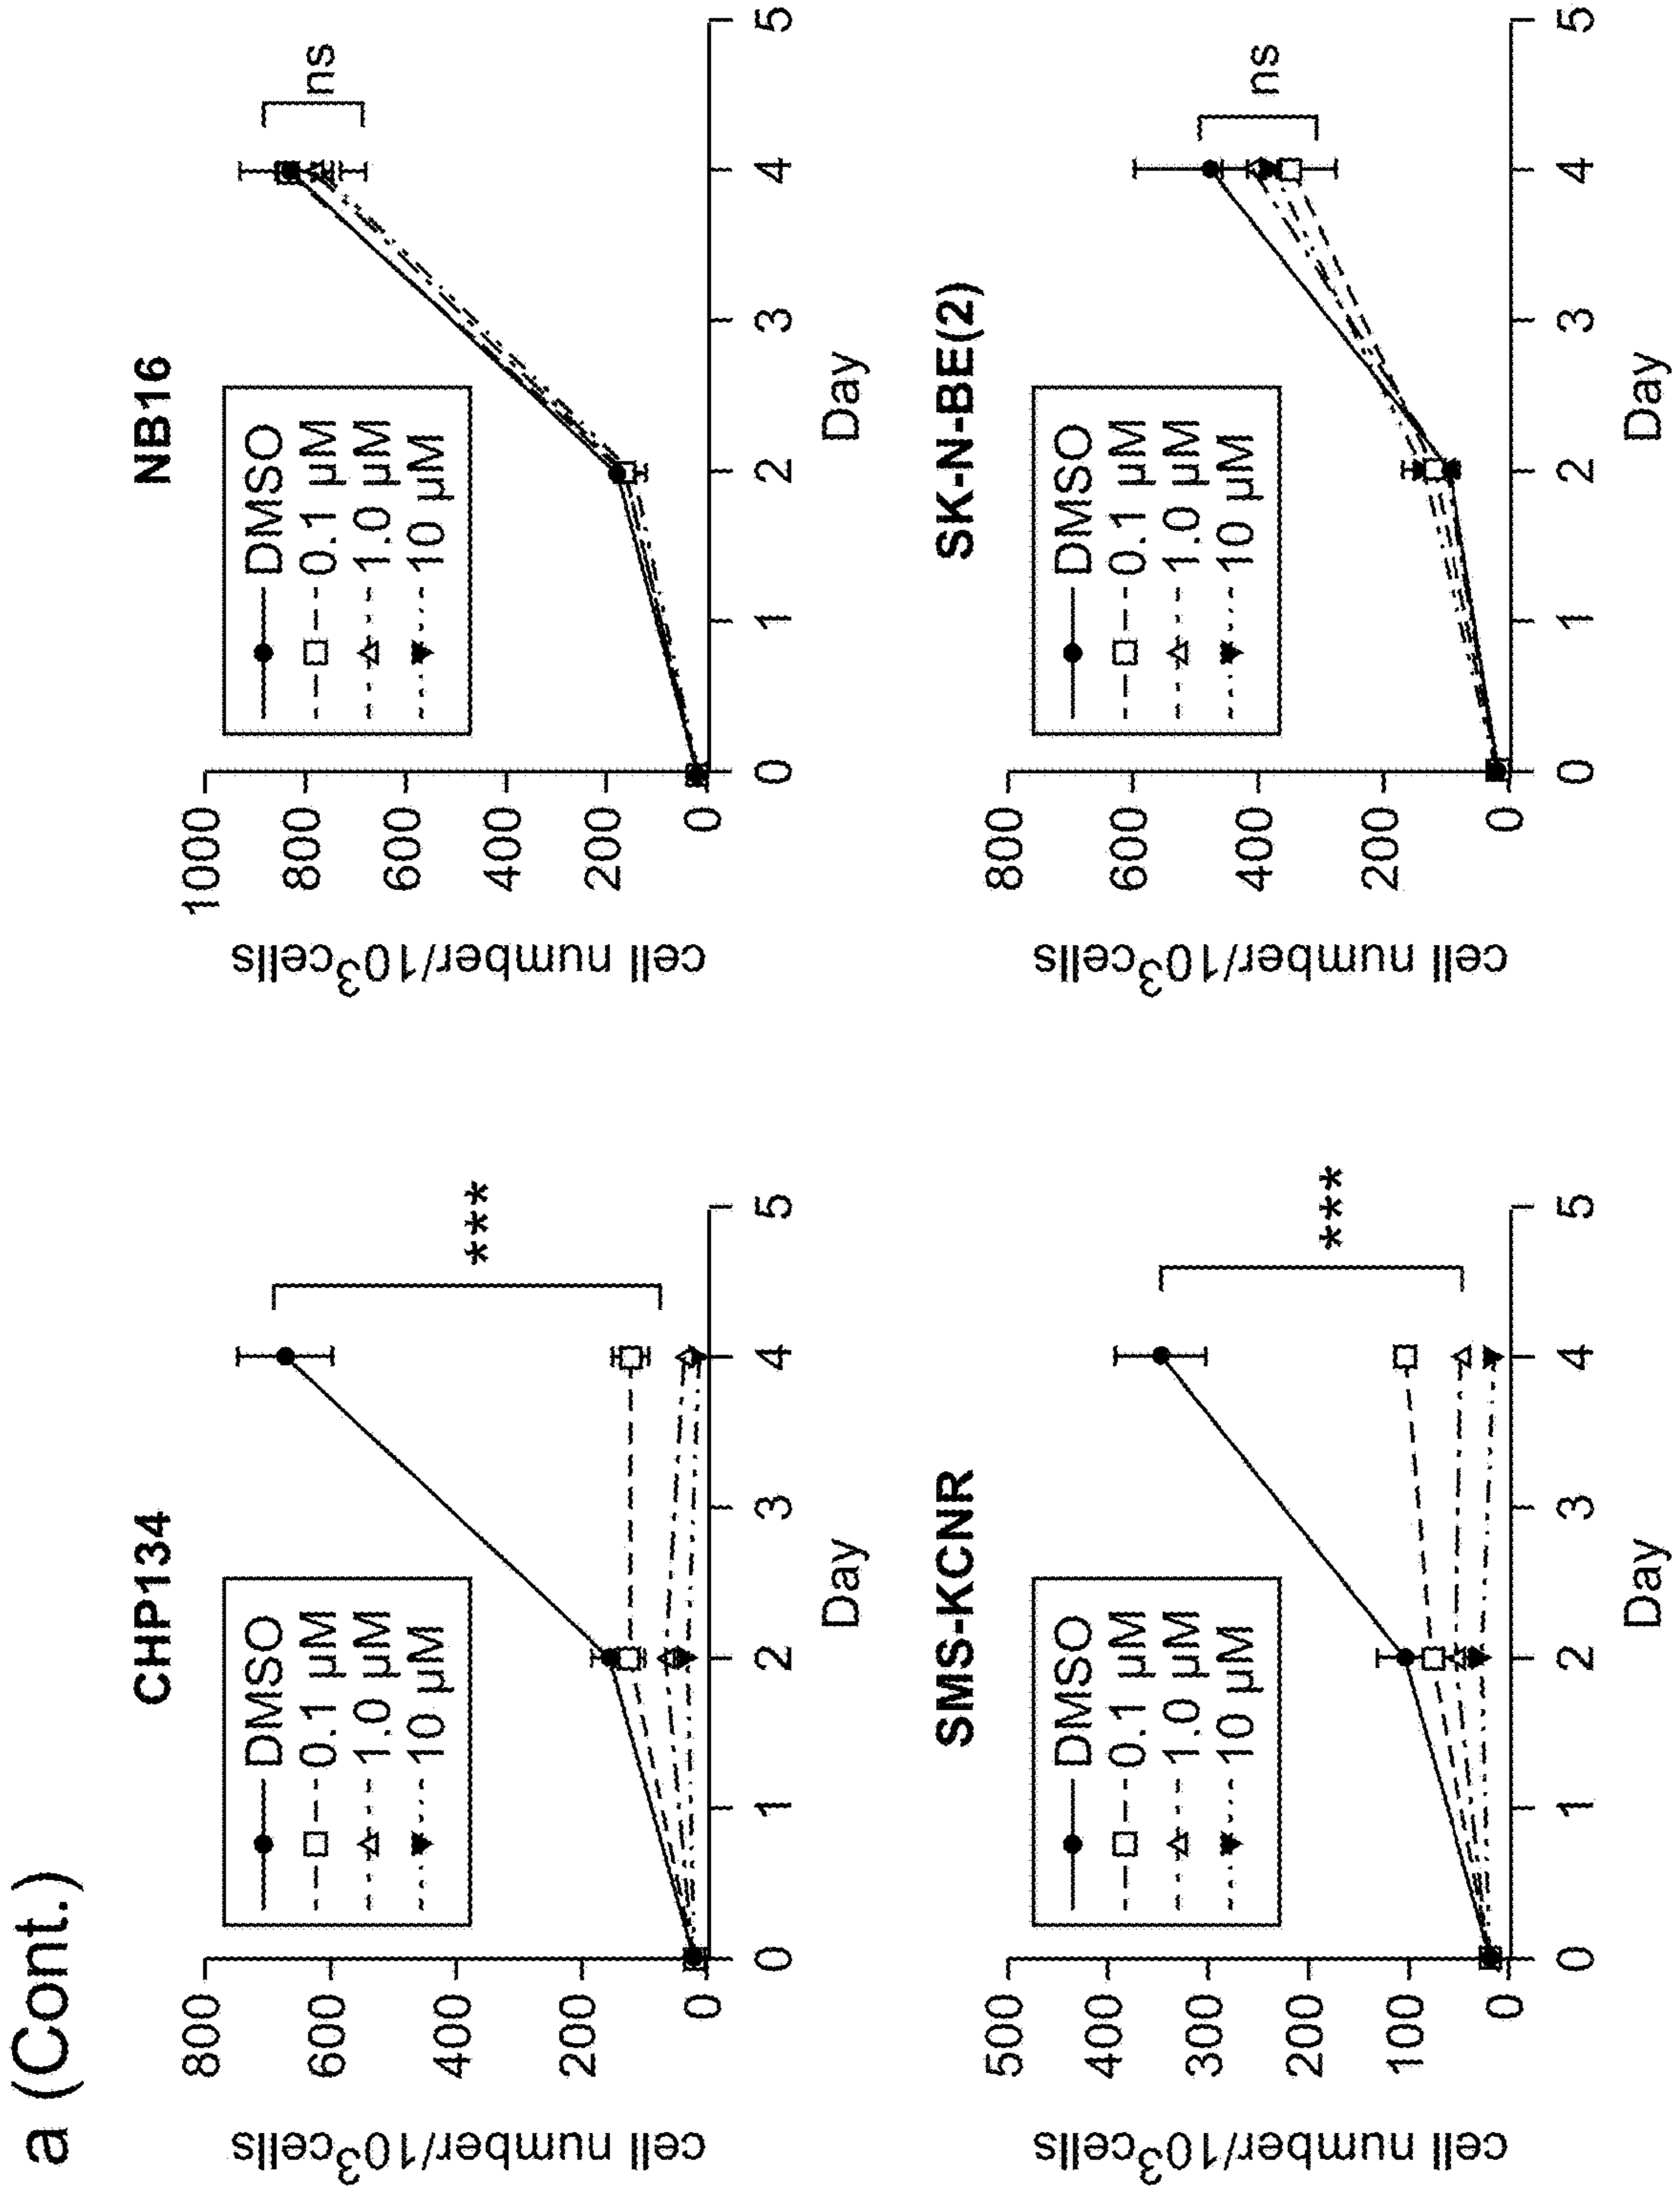 a (Cont.)
CHP134
cell number/10³cells
800
600
400
200
0
DMSO
0.1 µM
1.0 µM
10 µM
***
0 1 2 3 4 5
Day
NB16
cell number/10³cells
1000
800
600
400
200
0
DMSO
0.1 µM
1.0 µM
10 µM
ns
0 1 2 3 4 5
Day
SMS-KCNR
cell number/10³cells
500
400
300
200
100
0
DMSO
0.1 µM
1.0 µM
10 µM
***
0 1 2 3 4 5
Day
SK-N-BE(2)
cell number/10³cells
800
600
400
200
0
DMSO
0.1 µM
1.0 µM
10 µM
ns
0 1 2 3 4 5
Day